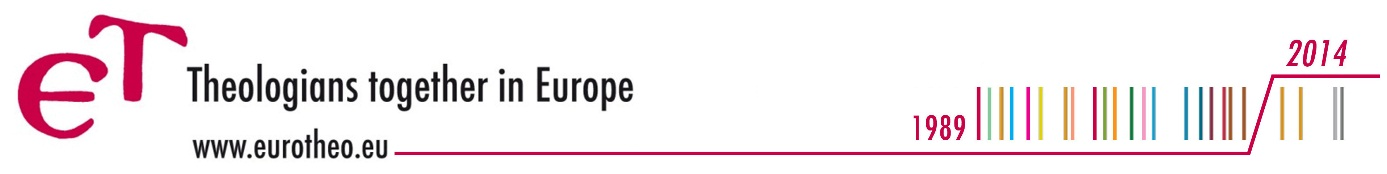 eT
Theologians together in Europe
www.eurotheo.eu
1989
2014